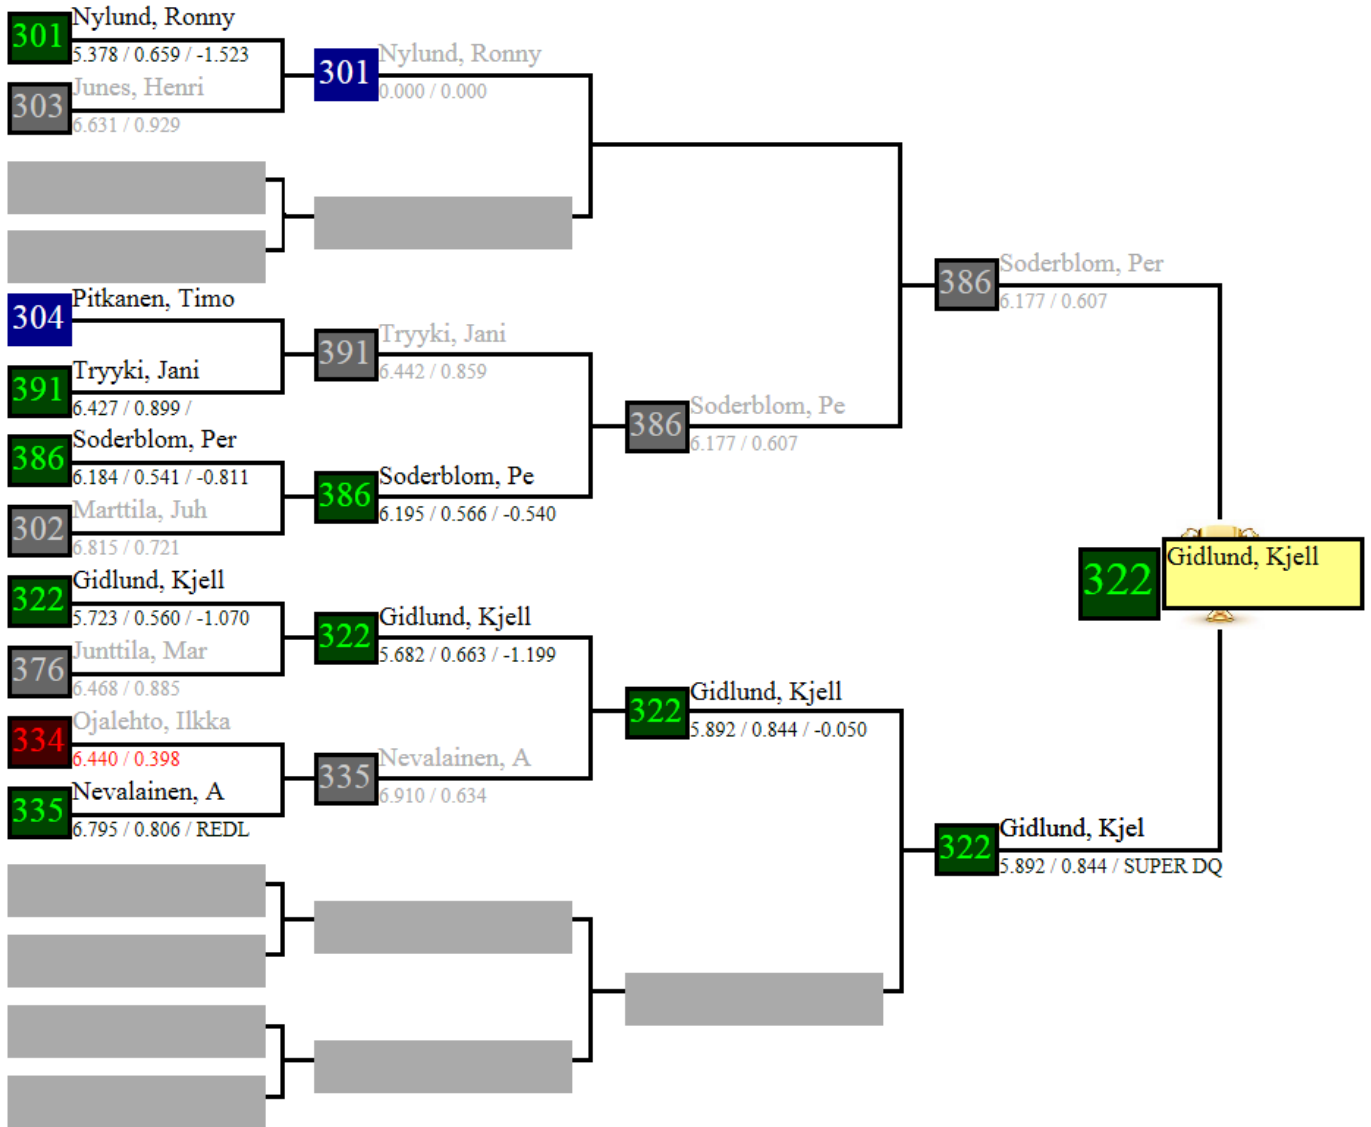 301
Nylund, Ronny
5.378 / 0.659 / -1.523
303
Junes, Henri
6.631 / 0.929
304
Pitkanen, Timo
391
Tryyki, Jani
6.427 / 0.899 /
386
Soderblom, Per
6.184 / 0.541 / -0.811
302
Marttila, Juh
6.815 / 0.721
322
Gidlund, Kjell
5.723 / 0.560 / -1.070
376
Junttila, Mar
6.468 / 0.885
334
Ojalehto, Ilkka
6.440 / 0.398
335
Nevalainen, A
6.795 / 0.806 / REDL
301
Nylund, Ronny
0.000 / 0.000
391
Tryyki, Jani
6.442 / 0.859
386
Soderblom, Pe
6.195 / 0.566 / -0.540
322
Gidlund, Kjell
5.682 / 0.663 / -1.199
335
Nevalainen, A
6.910 / 0.634
386
Soderblom, Pe
6.177 / 0.607
322
Gidlund, Kjell
5.892 / 0.844 / -0.050
386
Soderblom, Per
6.177 / 0.607
322
Gidlund, Kjel
5.892 / 0.844 / SUPER DQ
322
Gidlund, Kjell